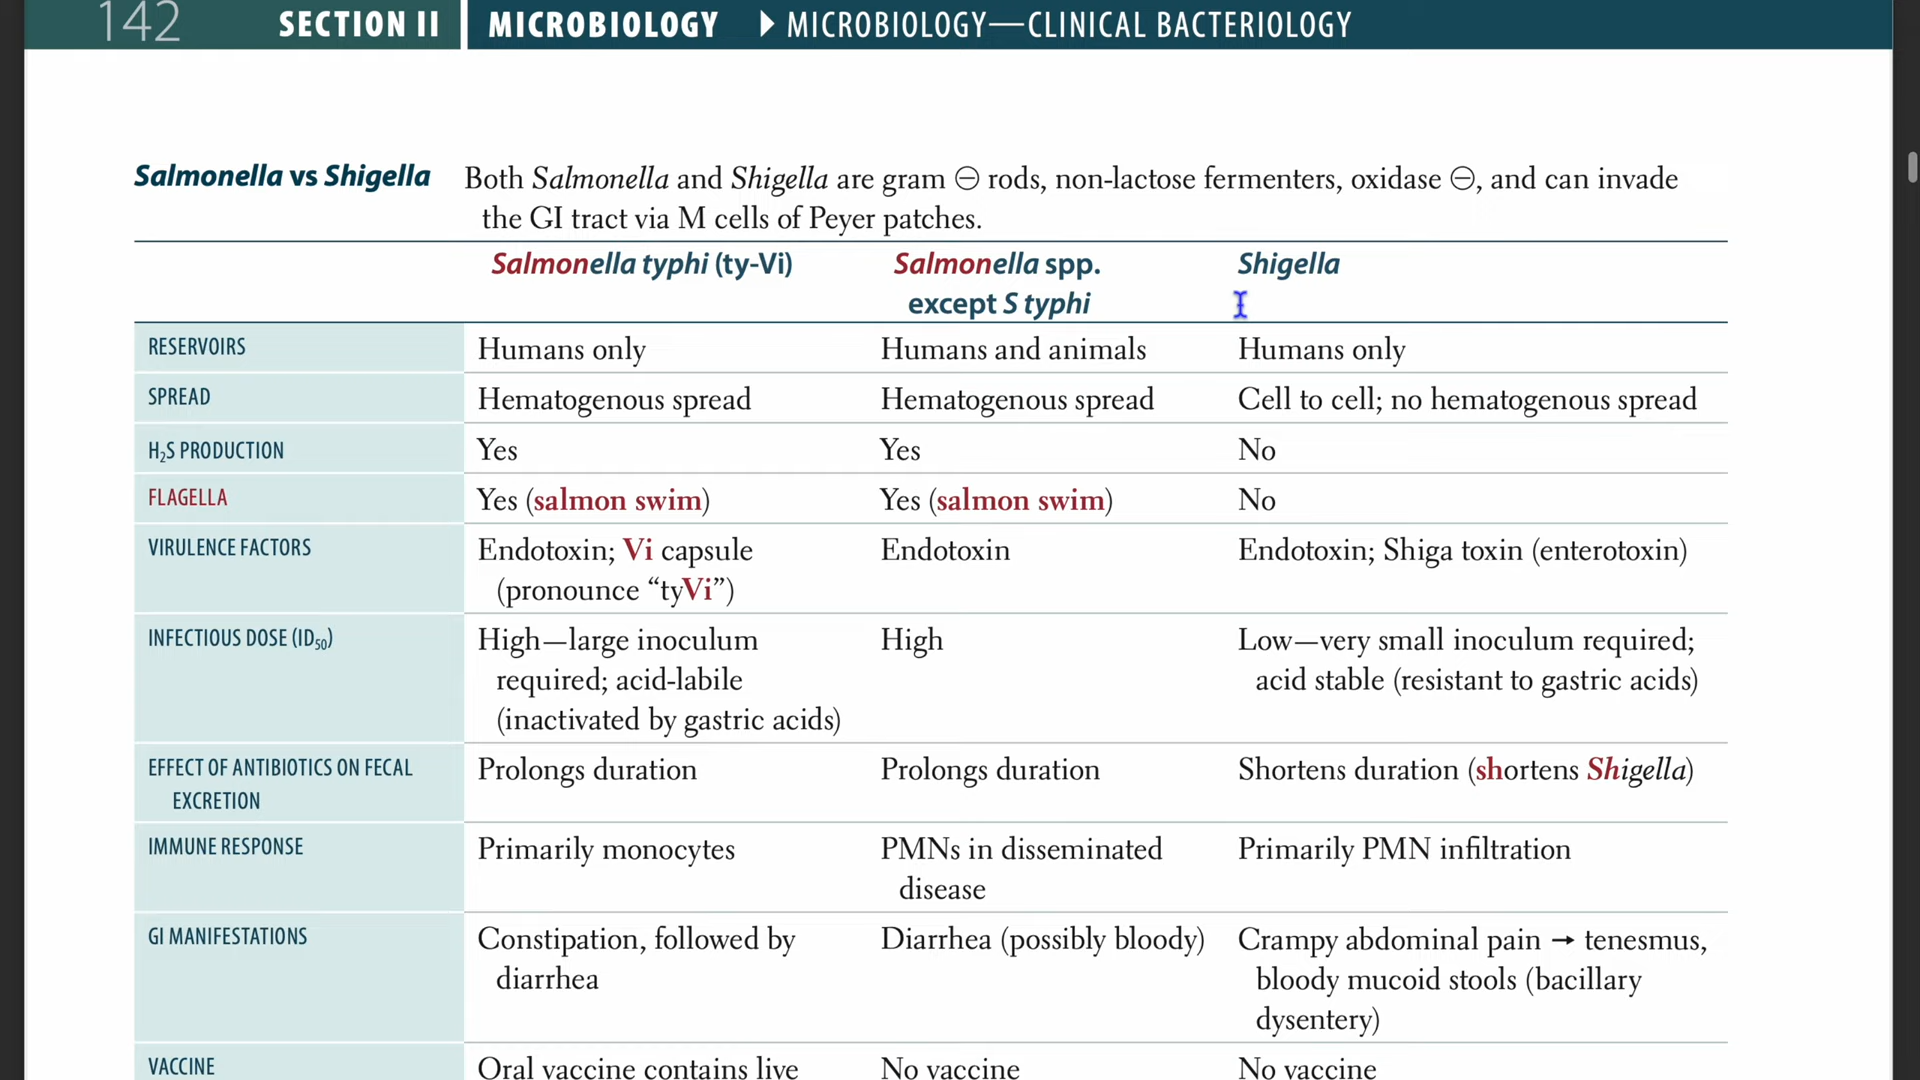 142 SECTION II MICROBIOLOGY ▶ MICROBIOLOGY—CLINICAL BACTERIOLOGY
Salmonella vs Shigella
Both Salmonella and Shigella are gram ⊖ rods, non-lactose fermenters, oxidase ⊖, and can invade
the GI tract via M cells of Peyer patches.
Salmonella typhi (ty-Vi)
Salmonella spp.
except S typhi
Shigella
RESERVOIRS
Humans only
Humans and animals
Humans only
SPREAD
Hematogenous spread
Hematogenous spread
Cell to cell; no hematogenous spread
H₂S PRODUCTION
Yes
Yes
No
FLAGELLA
Yes (salmon swim)
Yes (salmon swim)
No
VIRULENCE FACTORS
Endotoxin; Vi capsule
(pronounce “tyVi”)
Endotoxin
Endotoxin; Shiga toxin (enterotoxin)
INFECTIOUS DOSE (ID₅₀)
High—large inoculum
required; acid-labile
(inactivated by gastric acids)
High
Low—very small inoculum required;
acid stable (resistant to gastric acids)
EFFECT OF ANTIBIOTICS ON FECAL
EXCRETION
Prolongs duration
Prolongs duration
Shortens duration (shortens Shigella)
IMMUNE RESPONSE
Primarily monocytes
PMNs in disseminated
disease
Primarily PMN infiltration
GI MANIFESTATIONS
Constipation, followed by
diarrhea
Diarrhea (possibly bloody)
Crampy abdominal pain → tenesmus,
bloody mucoid stools (bacillary
dysentery)
VACCINE
Oral vaccine contains live
No vaccine
No vaccine